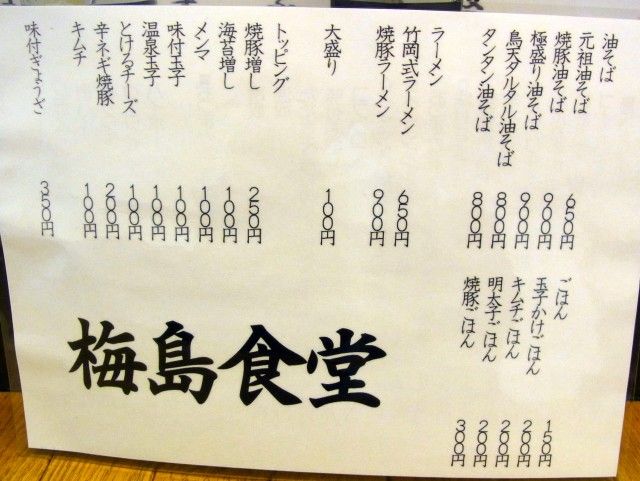 油そば
元祖油そば 650円
焼豚油そば 900円
極盛り油そば 900円
鳥天タルタル油そば 800円
タンタン油そば 800円
ラーメン
竹岡式ラーメン 650円
焼豚ラーメン 900円
大盛り 100円
トッピング
焼豚増し 250円
海苔増し 100円
メンマ 100円
味付玉子 100円
温泉玉子 100円
とけるチーズ 100円
辛ネギ焼豚 200円
キムチ 100円
味付ぎょうざ 350円
ごはん 150円
玉子かけごはん 200円
キムチごはん 200円
明太子ごはん 200円
焼豚ごはん 300円
梅島食堂